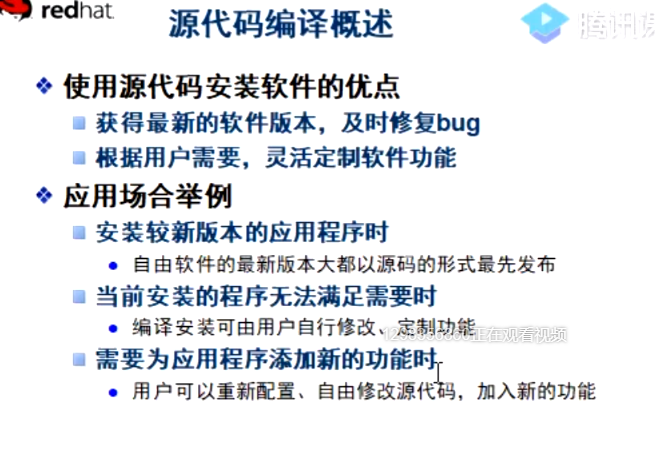 redhat
源代码编译概述
腾讯课
使用源代码安装软件的优点
获得最新的软件版本，及时修复bug
根据用户需要，灵活定制软件功能
应用场合举例
安装较新版本的应用程序时
自由软件的最新版本大都以源码的形式最先发布
当前安装的程序无法满足需要时
编译安装可由用户自行修改、定制功能
正在观看视频
需要为应用程序添加新的功能时
用户可以重新配置、自由修改源代码，加入新的功能